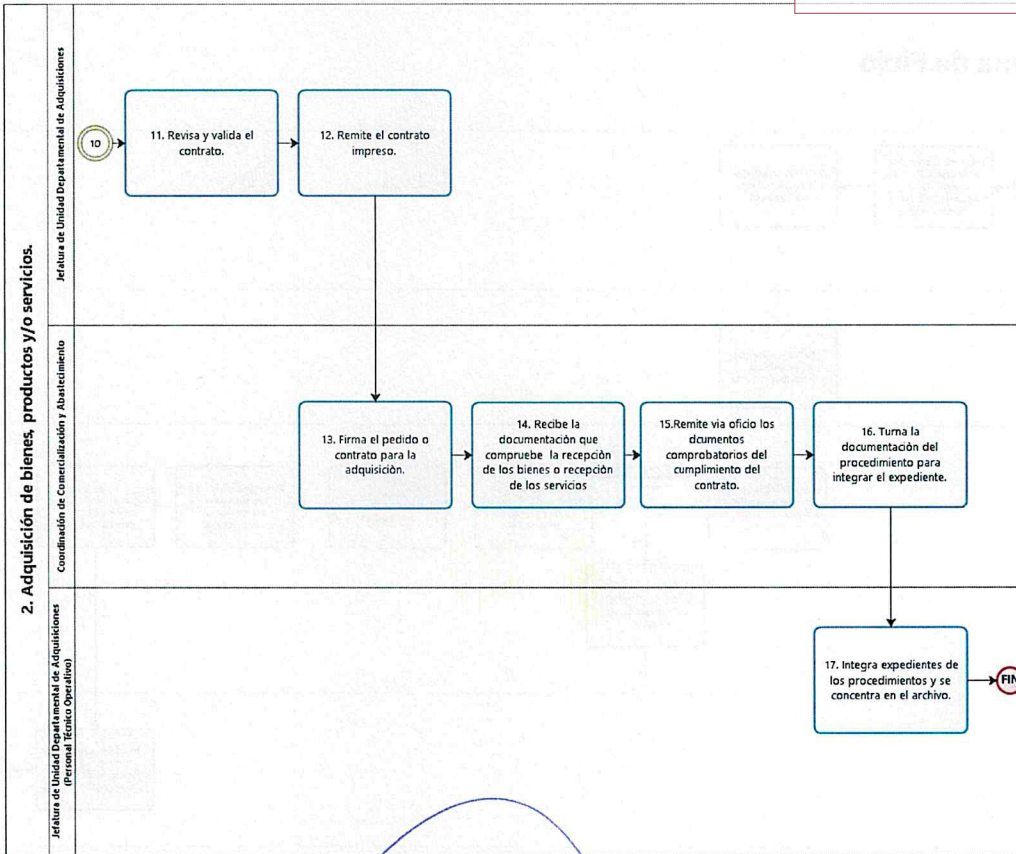 2. Adquisición de bienes, productos y/o servicios.
Jefatura de Unidad Departamental de Adquisiciones
10
11. Revisa y valida el
contrato.
12. Remite el contrato
impreso.
Coordinación de Comercialización y Abastecimiento
13. Firma el pedido o
contrato para la
adquisición.
14. Recibe la
documentación que
compruebe la recepción
de los bienes o recepción
de los servicios
15.Remite via oficio los
dcumentos
comprobatorios del
cumplimiento del
contrato.
16. Turna la
documentación del
procedimiento para
integrar el expediente.
Jefatura de Unidad Departamental de Adquisiciones
(Personal Técnico Operativo)
17. Integra expedientes de
los procedimientos y se
concentra en el archivo.
FIN